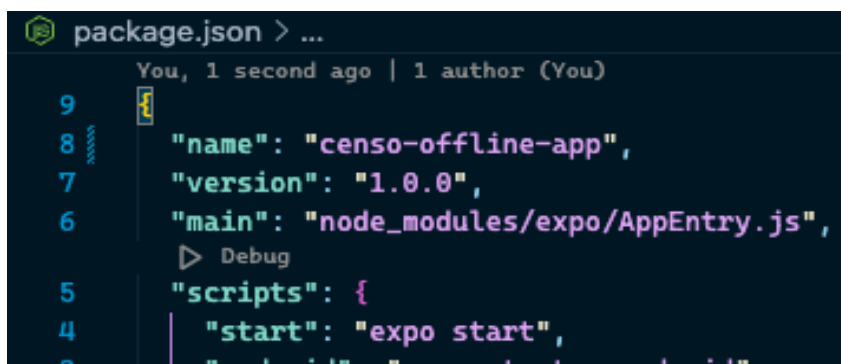 package.json > ...
You, 1 second ago | 1 author (You)
9 {
8 "name": "censo-offline-app",
7 "version": "1.0.0",
6 "main": "node_modules/expo/AppEntry.js",
Debug
5 "scripts": {
4 "start": "expo start",